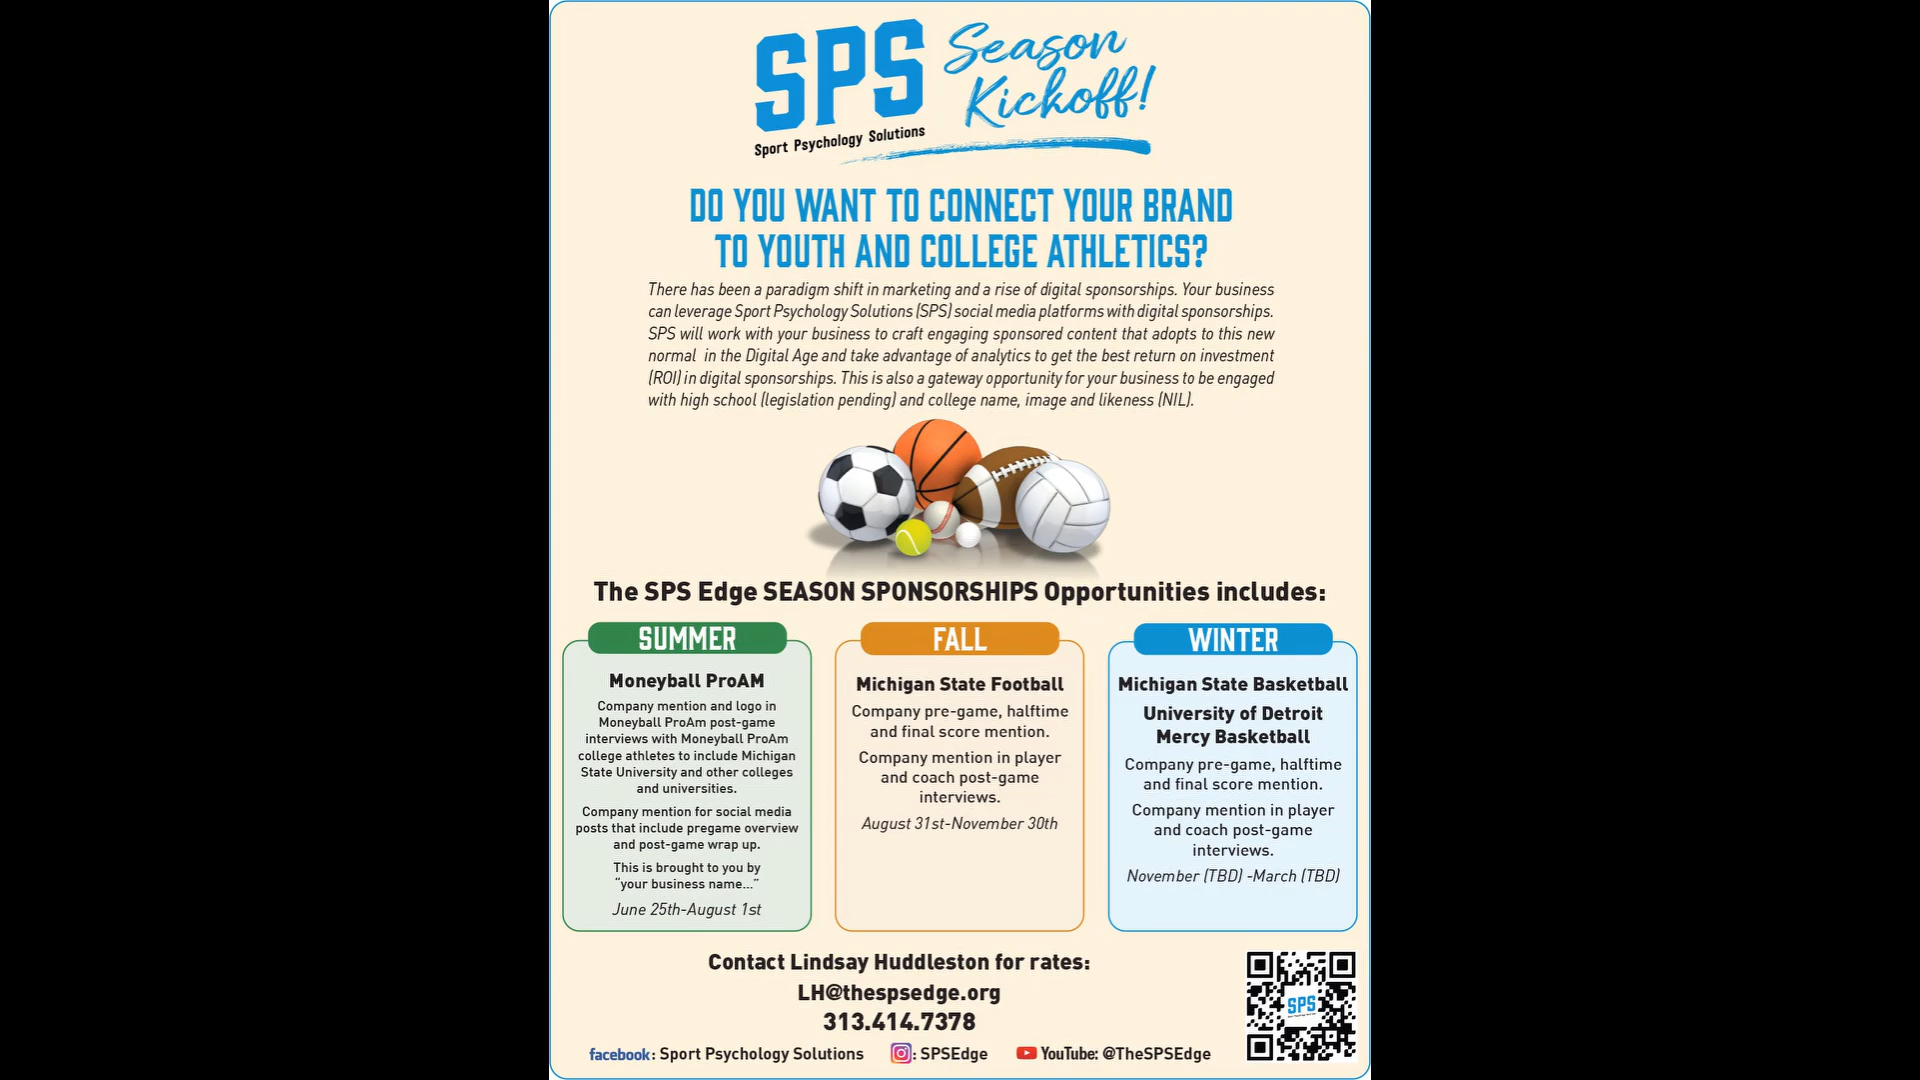 SPS Season
Kickoff!
Sport Psychology Solutions
DO YOU WANT TO CONNECT YOUR BRAND
TO YOUTH AND COLLEGE ATHLETICS?
There has been a paradigm shift in marketing and a rise of digital sponsorships. Your business
can leverage Sport Psychology Solutions (SPS) social media platforms with digital sponsorships.
SPS will work with your business to craft engaging sponsored content that adopts to this new
normal in the Digital Age and take advantage of analytics to get the best return on investment
(ROI) in digital sponsorships. This is also a gateway opportunity for your business to be engaged
with high school (legislation pending) and college name, image and likeness (NIL).
The SPS Edge SEASON SPONSORSHIPS Opportunities includes:
SUMMER
Moneyball ProAM
Company mention and logo in
Moneyball ProAm post-game
interviews with Moneyball ProAm
college athletes to include Michigan
State University and other colleges
and universities.
Company mention for social media
posts that include pregame overview
and post-game wrap up.
This is brought to you by
"your business name..."
June 25th-August 1st
FALL
Michigan State Football
Company pre-game, halftime
and final score mention.
Company mention in player
and coach post-game
interviews.
August 31st-November 30th
WINTER
Michigan State Basketball
University of Detroit
Mercy Basketball
Company pre-game, halftime
and final score mention.
Company mention in player
and coach post-game
interviews.
November (TBD) -March (TBD)
Contact Lindsay Huddleston for rates:
LH@thespsedge.org
313.414.7378
facebook: Sport Psychology Solutions : SPSEdge YouTube: @TheSPSEdge
SPS